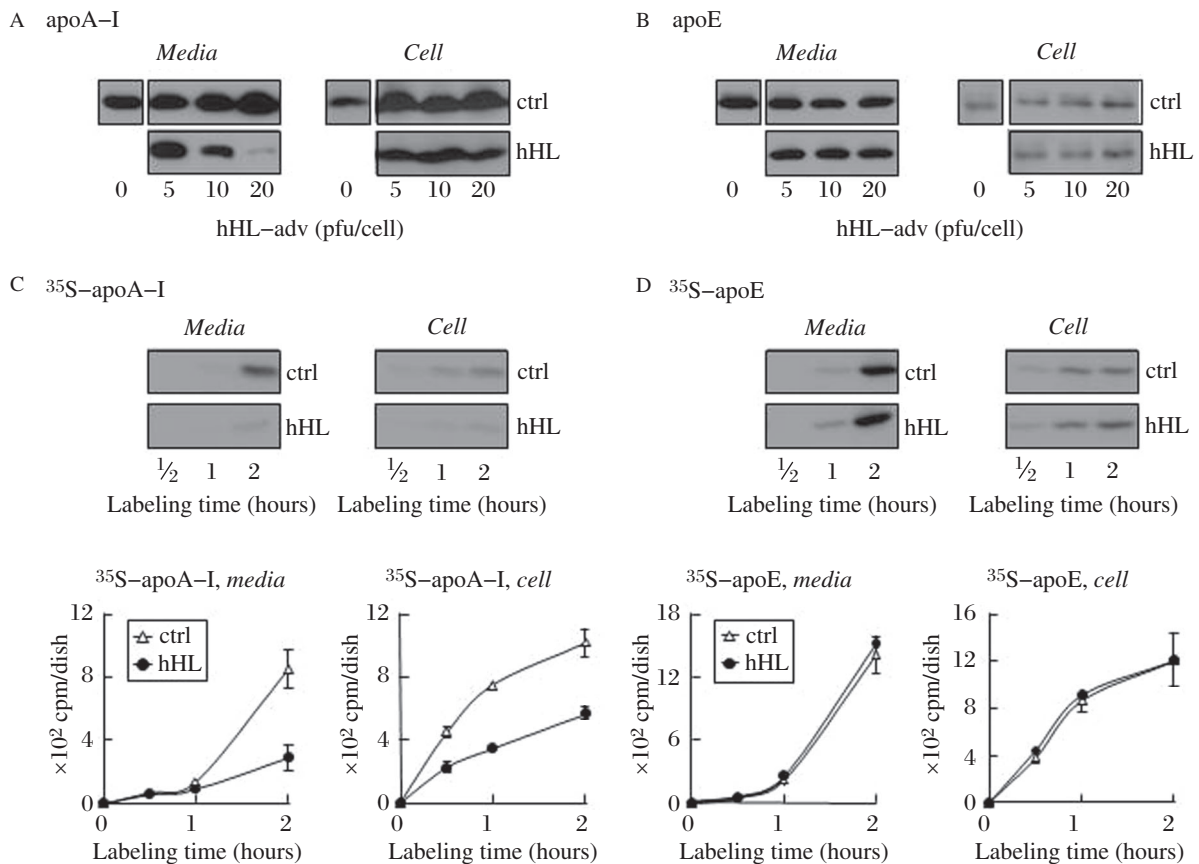 A apoA–I
B apoE
Media Cell
Media Cell
ctrl
hHL
ctrl
hHL
0 5 10 20 0 5 10 20
0 5 10 20 0 5 10 20
hHL–adv (pfu/cell)
hHL–adv (pfu/cell)
C ³⁵S–apoA–I
D ³⁵S–apoE
Media Cell
Media Cell
ctrl ctrl
hHL hHL
ctrl ctrl
hHL hHL
½ 1 2 ½ 1 2
½ 1 2 ½ 1 2
Labeling time (hours) Labeling time (hours)
Labeling time (hours) Labeling time (hours)
³⁵S–apoA–I, media
12
8
4
0
×10² cpm/dish
ctrl
hHL
0 1 2
Labeling time (hours)
³⁵S–apoA–I, cell
12
8
4
0
×10² cpm/dish
0 1 2
Labeling time (hours)
³⁵S–apoE, media
18
12
6
0
×10² cpm/dish
ctrl
hHL
0 1 2
Labeling time (hours)
³⁵S–apoE, cell
16
12
8
4
0
×10² cpm/dish
0 1 2
Labeling time (hours)